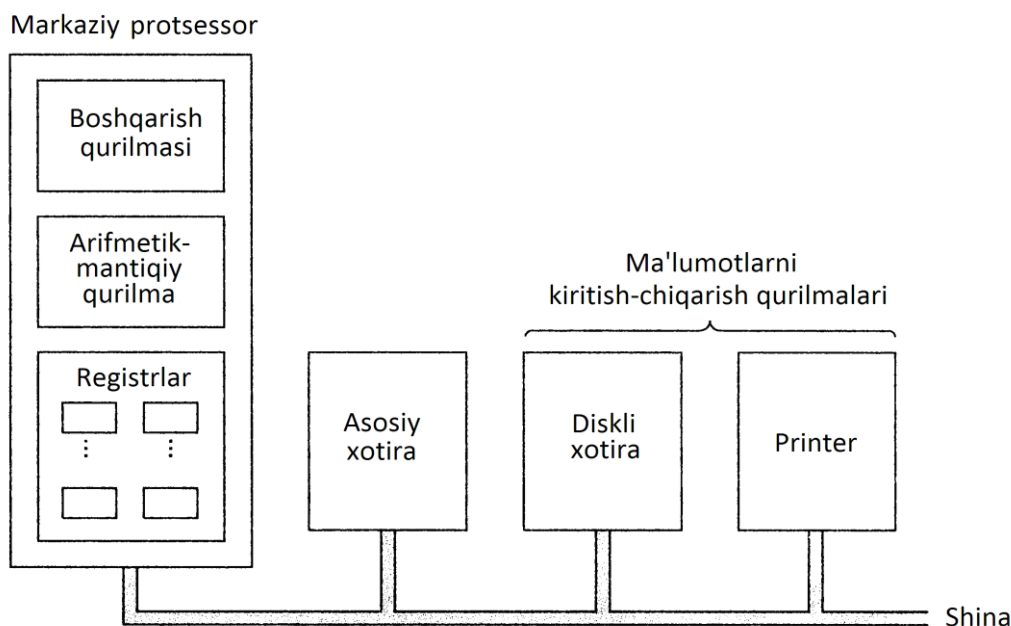 Markaziy protsessor
Boshqarish
qurilmasi
Arifmetik-
mantiqiy
qurilma
Registrlar
Ma'lumotlarni
kiritish-chiqarish qurilmalari
Asosiy
xotira
Diskli
xotira
Printer
Shina